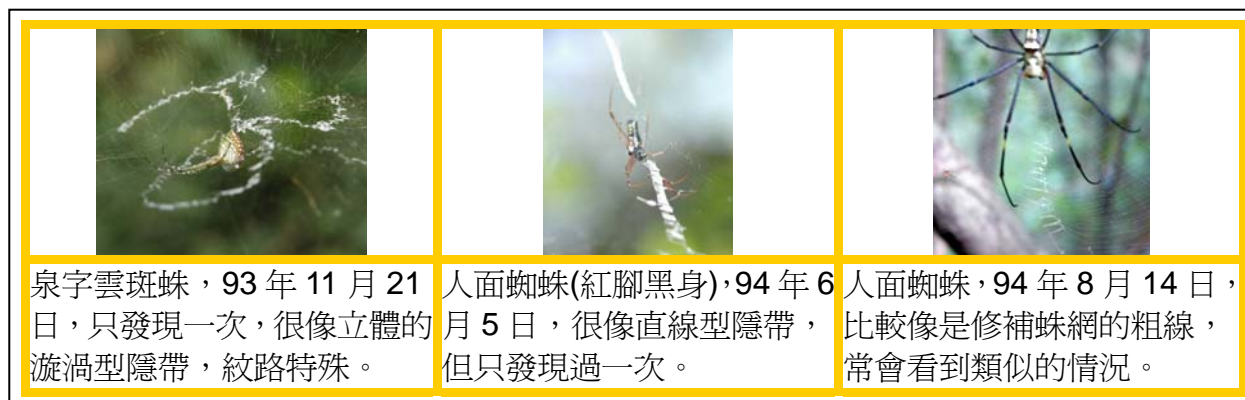 泉字雲斑蛛，93 年 11 月 21
日，只發現一次，很像立體的
漩渦型隱帶，紋路特殊。
人面蜘蛛(紅腳黑身)，94 年 6
月 5 日，很像直線型隱帶，
但只發現過一次。
人面蜘蛛，94 年 8 月 14 日，
比較像是修補蛛網的粗線，
常會看到類似的情況。